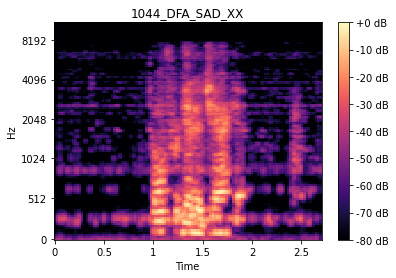 1044_DFA_SAD_XX
8192
4096
2048
1024
512
0
Hz
0
0.5
1
1.5
2
2.5
Time
+0 dB
-10 dB
-20 dB
-30 dB
-40 dB
-50 dB
-60 dB
-70 dB
-80 dB